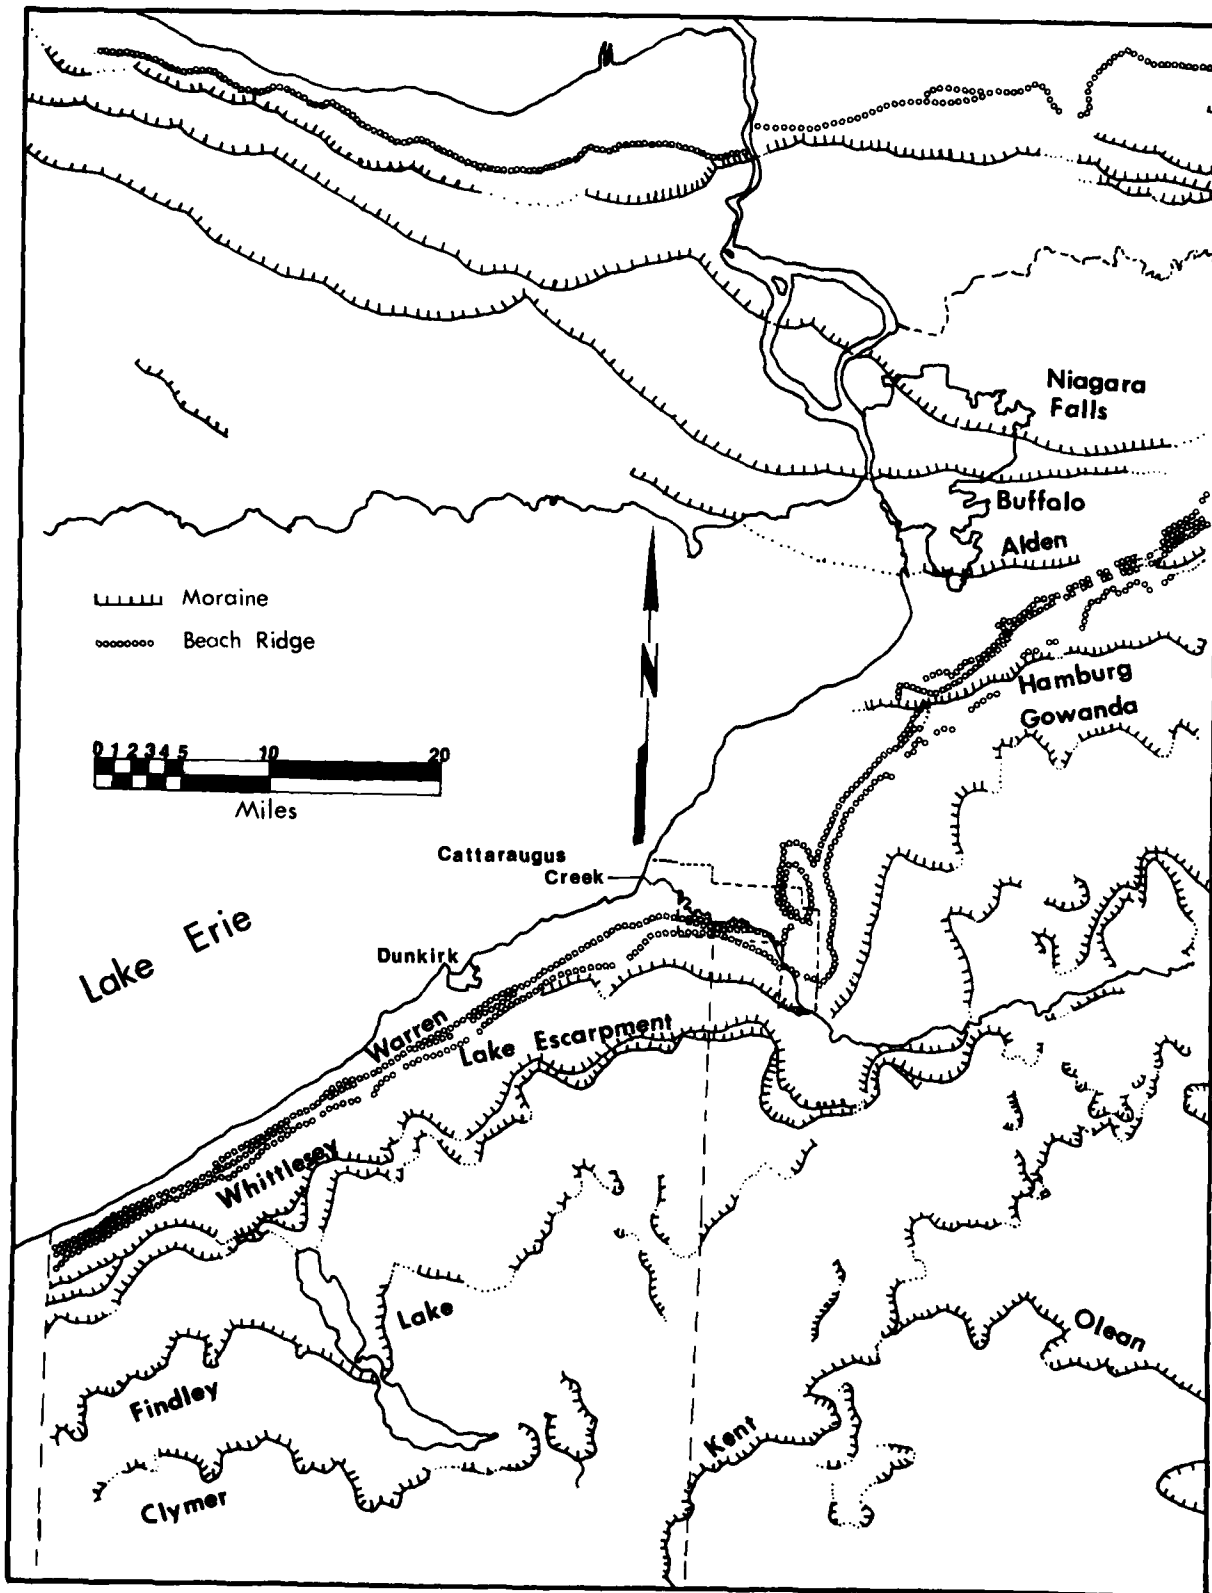 Niagara
Falls
Buffalo
Alden
Moraine
Beach Ridge
N
Hamburg
Gowanda
0 1 2 3 4 5 10 20
Miles
Cattaraugus
Creek
Lake Erie
Dunkirk
Warren
Lake Escarpment
Whittlesey
Lake
Olean
Findley
Kent
Clymer